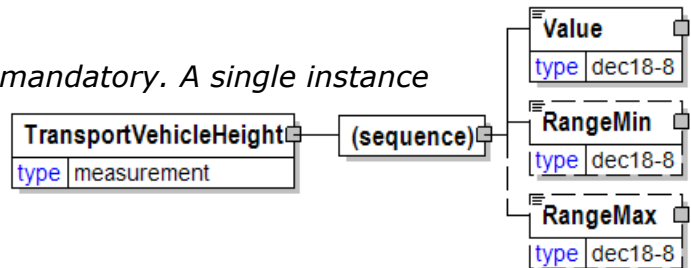 mandatory. A single instance
TransportVehicleHeight
type measurement
(sequence)
Value
type dec18-8
RangeMin
type dec18-8
RangeMax
type dec18-8